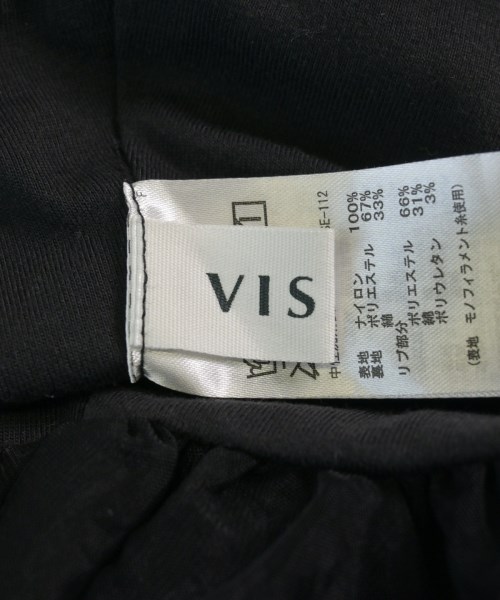 VIS
F
E-112
表地 ナイロン 100%
裏地 ポリエステル 67%
綿 33%
リブ部分 ポリエステル 66%
綿 31%
ポリウレタン 3%
(表地 モノフィラメント糸使用)